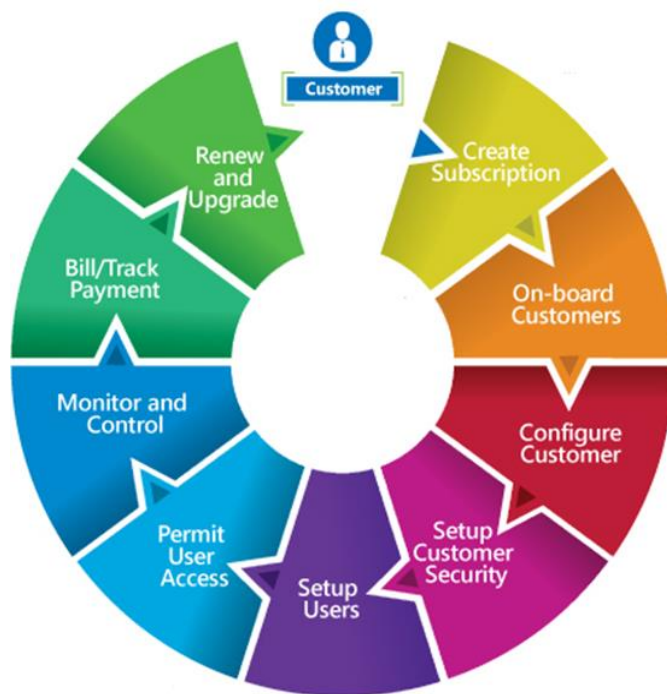 Customer
Create
Subscription
On-board
Customers
Configure
Customer
Setup
Customer
Security
Setup
Users
Permit
User
Access
Monitor and
Control
Bill/Track
Payment
Renew
and
Upgrade